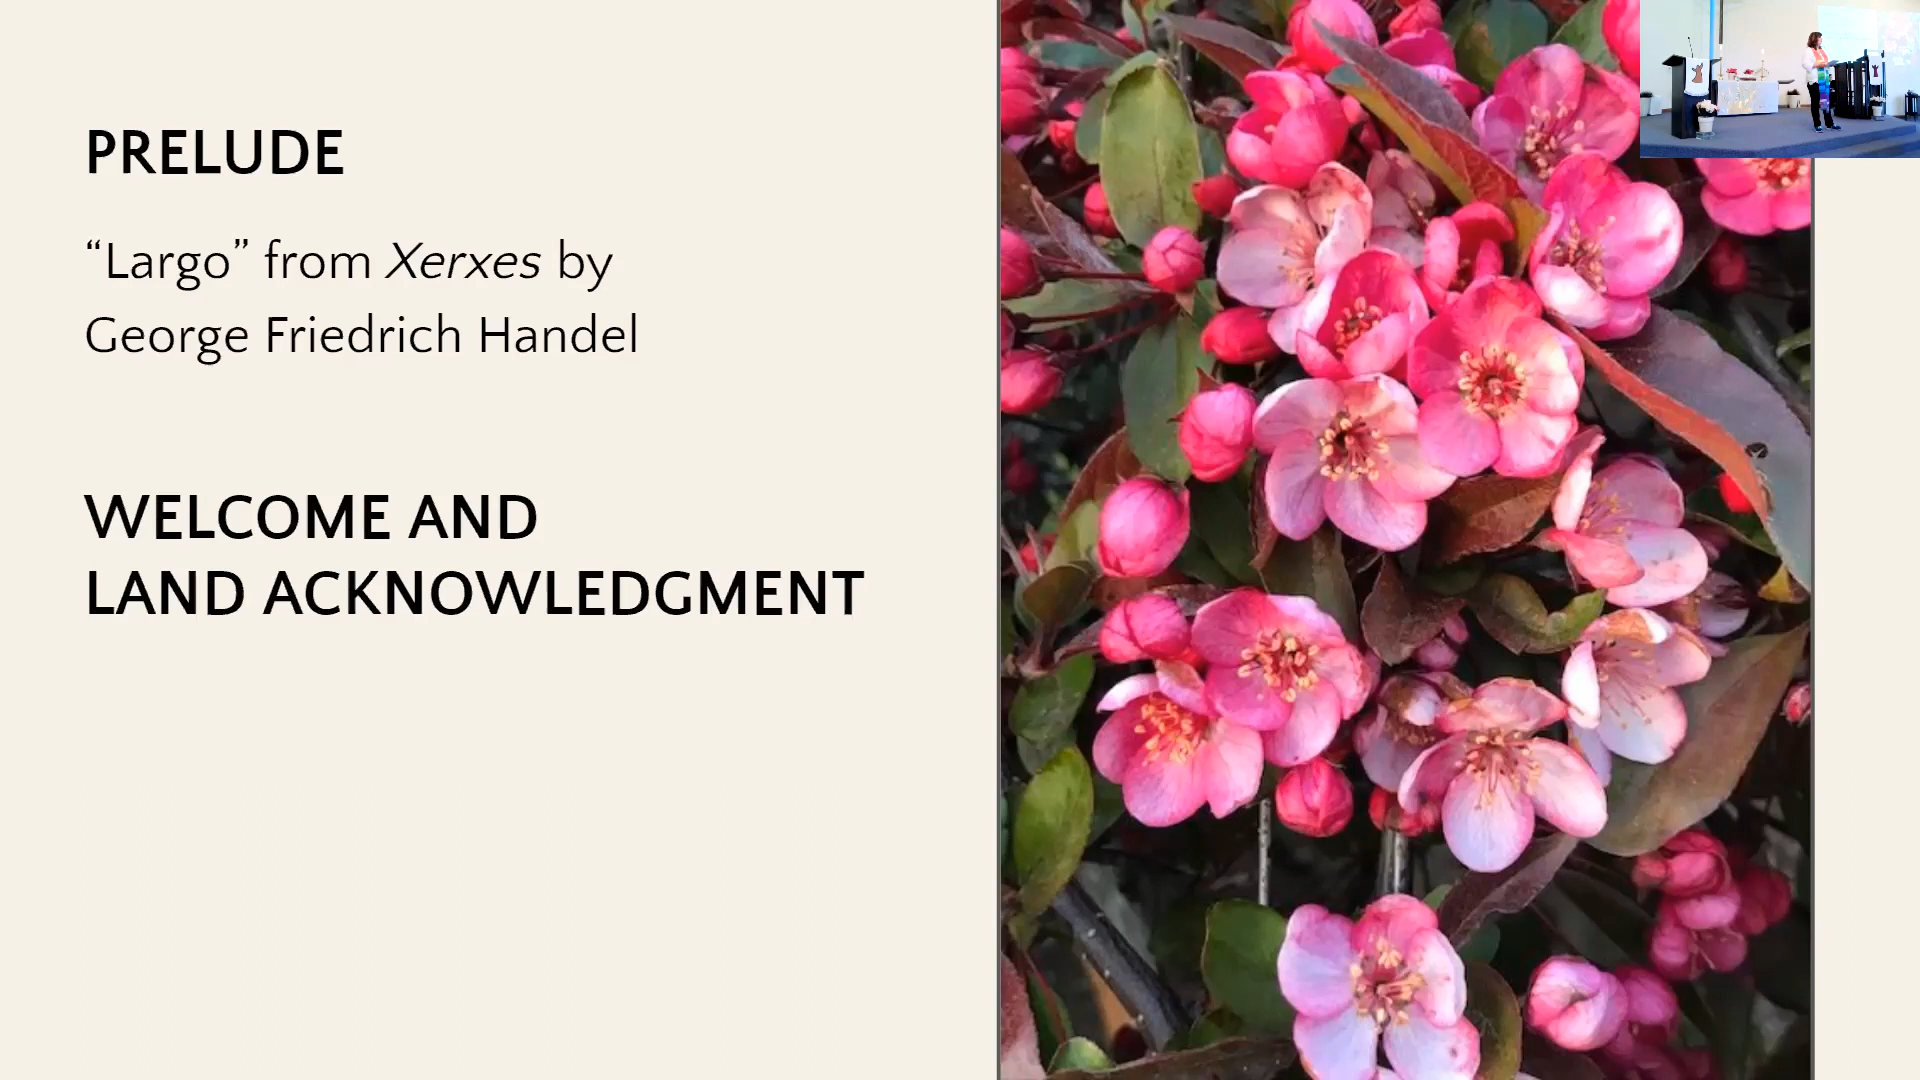 PRELUDE
“Largo” from Xerxes by
George Friedrich Handel
WELCOME AND
LAND ACKNOWLEDGMENT